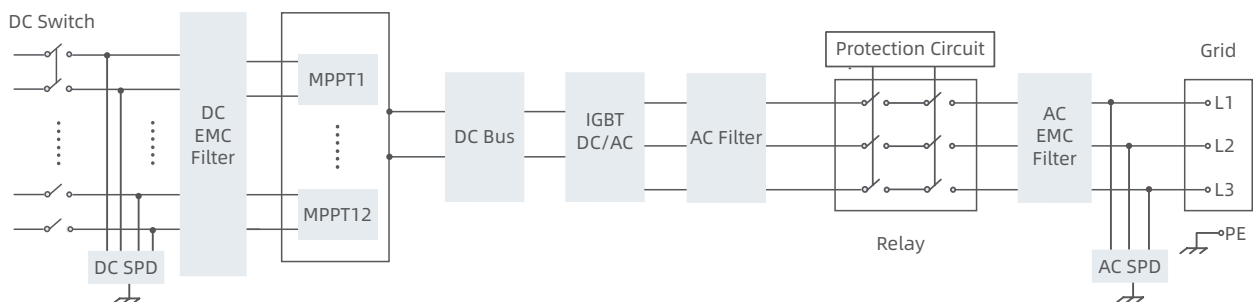 DC Switch
Protection Circuit
Grid
MPPT1
DC
EMC
Filter
DC Bus
IGBT
DC/AC
AC Filter
AC
EMC
Filter
L1
L2
L3
MPPT12
Relay
PE
DC SPD
AC SPD